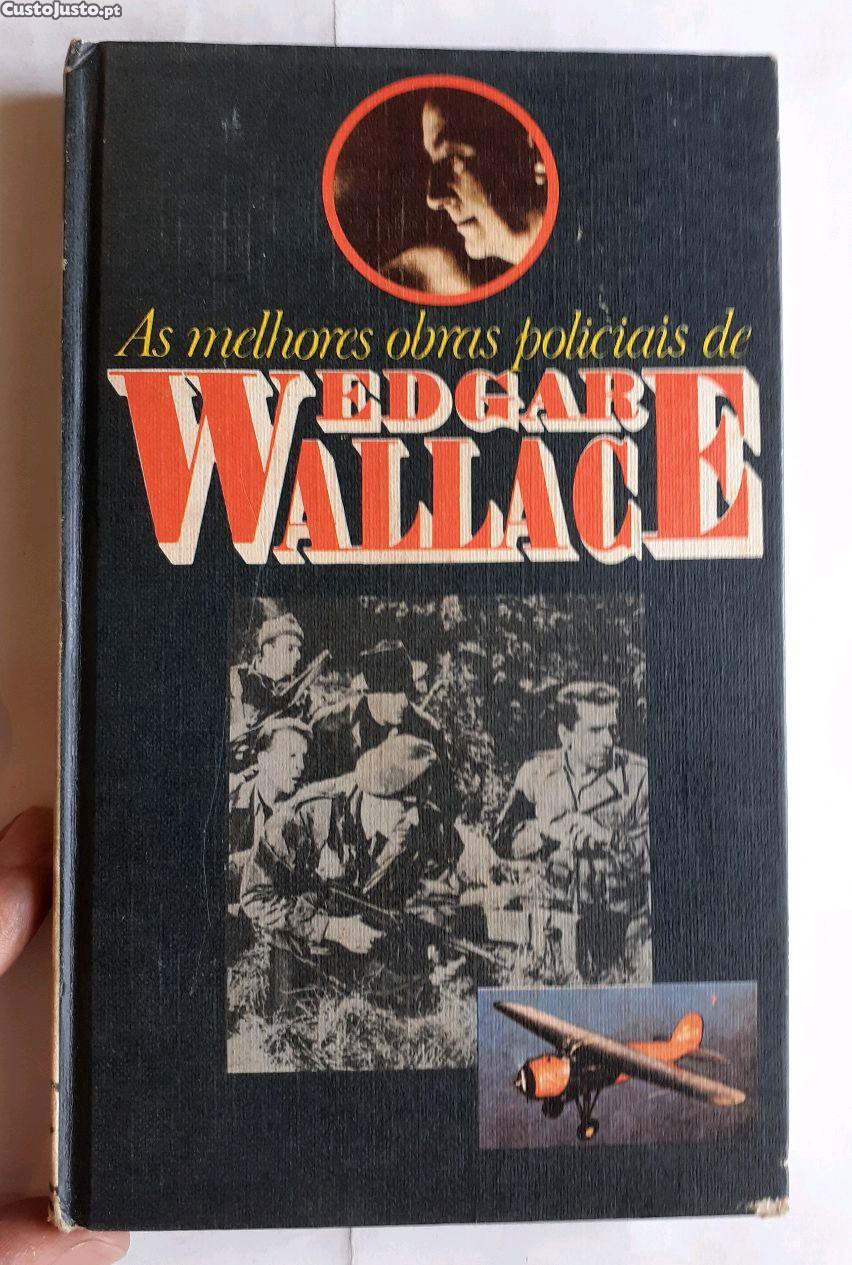 CustoJusto.pt
As melhores obras policiais de
EDGAR
WALLACE